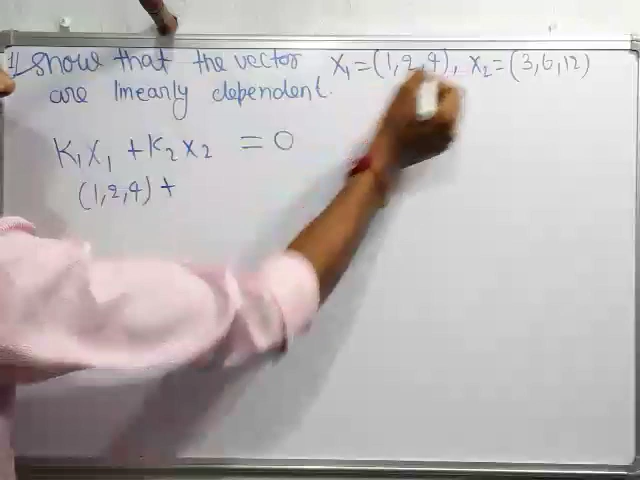 1) show that the vector X₁ = (1,2,4), X₂ = (3,6,12)
are linearly dependent.
K₁X₁ + K₂X₂ = 0
(1,2,4) +